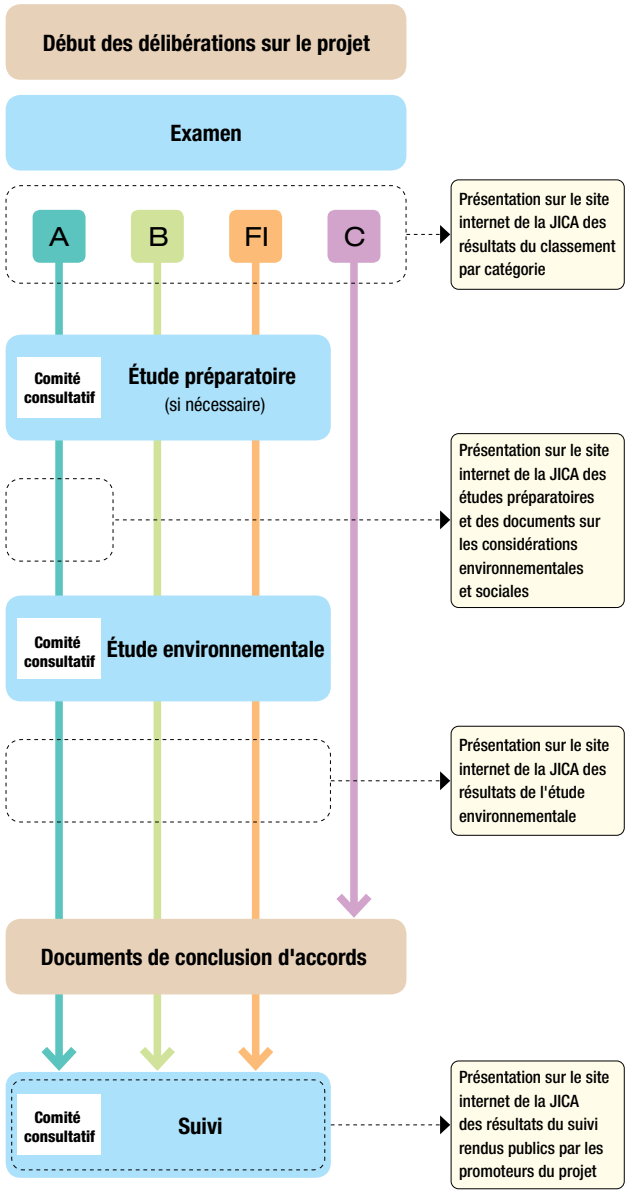 Début des délibérations sur le projet
Examen
A
B
FI
C
Présentation sur le site
internet de la JICA des
résultats du classement
par catégorie
Comité
consultatif
Étude préparatoire
(si nécessaire)
Présentation sur le site
internet de la JICA des
études préparatoires
et des documents sur
les considérations
environnementales
et sociales
Comité
consultatif
Étude environnementale
Présentation sur le site
internet de la JICA des
résultats de l'étude
environnementale
Documents de conclusion d'accords
Comité
consultatif
Suivi
Présentation sur le site
internet de la JICA
des résultats du suivi
rendus publics par les
promoteurs du projet